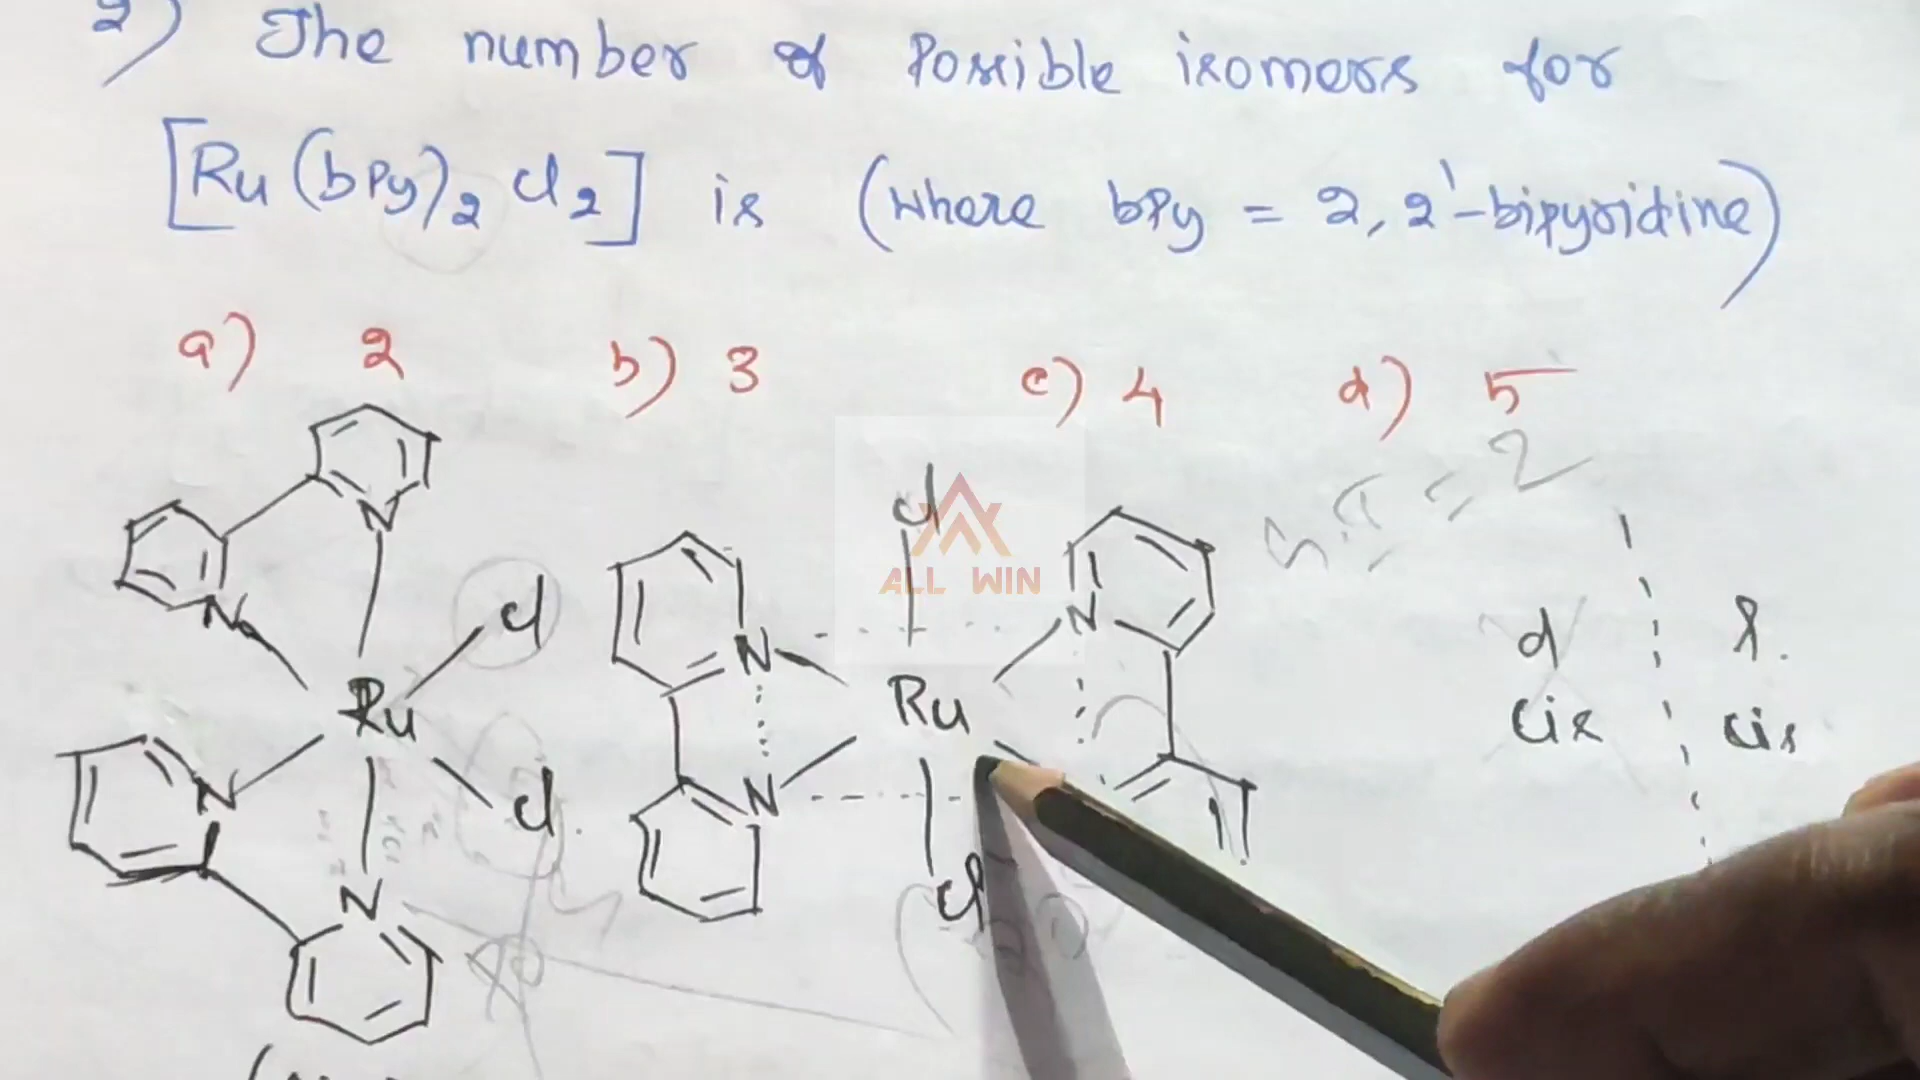 2) The number of Possible isomers for
[Ru(bpy)₂Cl₂] is (where bpy = 2,2'-bipyridine)
a) 2 b) 3 c) 4 d) 5
= 2
Cl
ALL WIN
N N
N Cl N
d l.
Ru Ru
cis cis
N N
Cl
N Cl